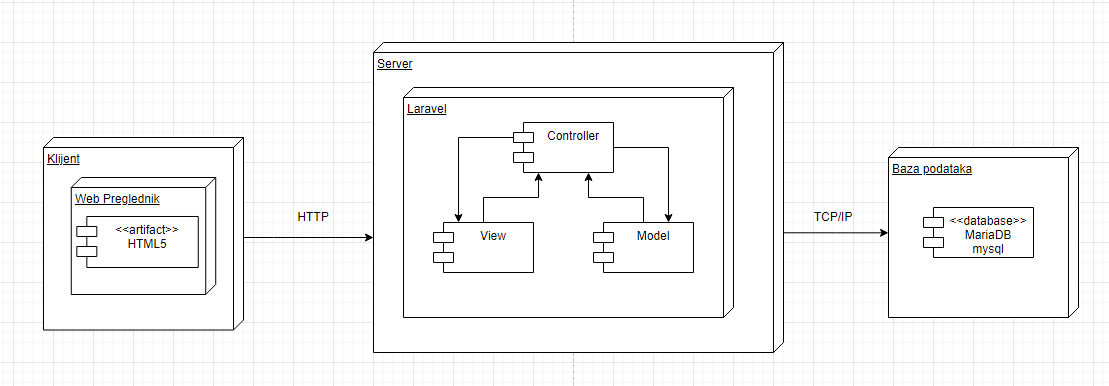 Klijent
Web Preglednik
<<artifact>>
HTML5
HTTP
Server
Laravel
Controller
View
Model
TCP/IP
Baza podataka
<<database>>
MariaDB
mysql